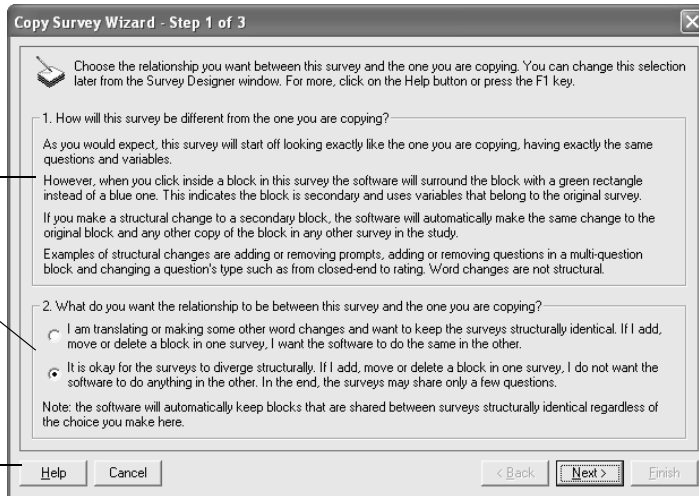 Copy Survey Wizard - Step 1 of 3
Choose the relationship you want between this survey and the one you are copying. You can change this selection
later from the Survey Designer window. For more, click on the Help button or press the F1 key.
1. How will this survey be different from the one you are copying?
As you would expect, this survey will start off looking exactly like the one you are copying, having exactly the same
questions and variables.
However, when you click inside a block in this survey the software will surround the block with a green rectangle
instead of a blue one. This indicates the block is secondary and uses variables that belong to the original survey.
If you make a structural change to a secondary block, the software will automatically make the same change to the
original block and any other copy of the block in any other survey in the study.
Examples of structural changes are adding or removing prompts, adding or removing questions in a multi-question
block and changing a question's type such as from closed-end to rating. Word changes are not structural.
2. What do you want the relationship to be between this survey and the one you are copying?
I am translating or making some other word changes and want to keep the surveys structurally identical. If I add,
move or delete a block in one survey, I want the software to do the same in the other.
It is okay for the surveys to diverge structurally. If I add, move or delete a block in one survey, I do not want the
software to do anything in the other. In the end, the surveys may share only a few questions.
Note: the software will automatically keep blocks that are shared between surveys structurally identical regardless of
the choice you make here.
Help Cancel < Back Next > Finish